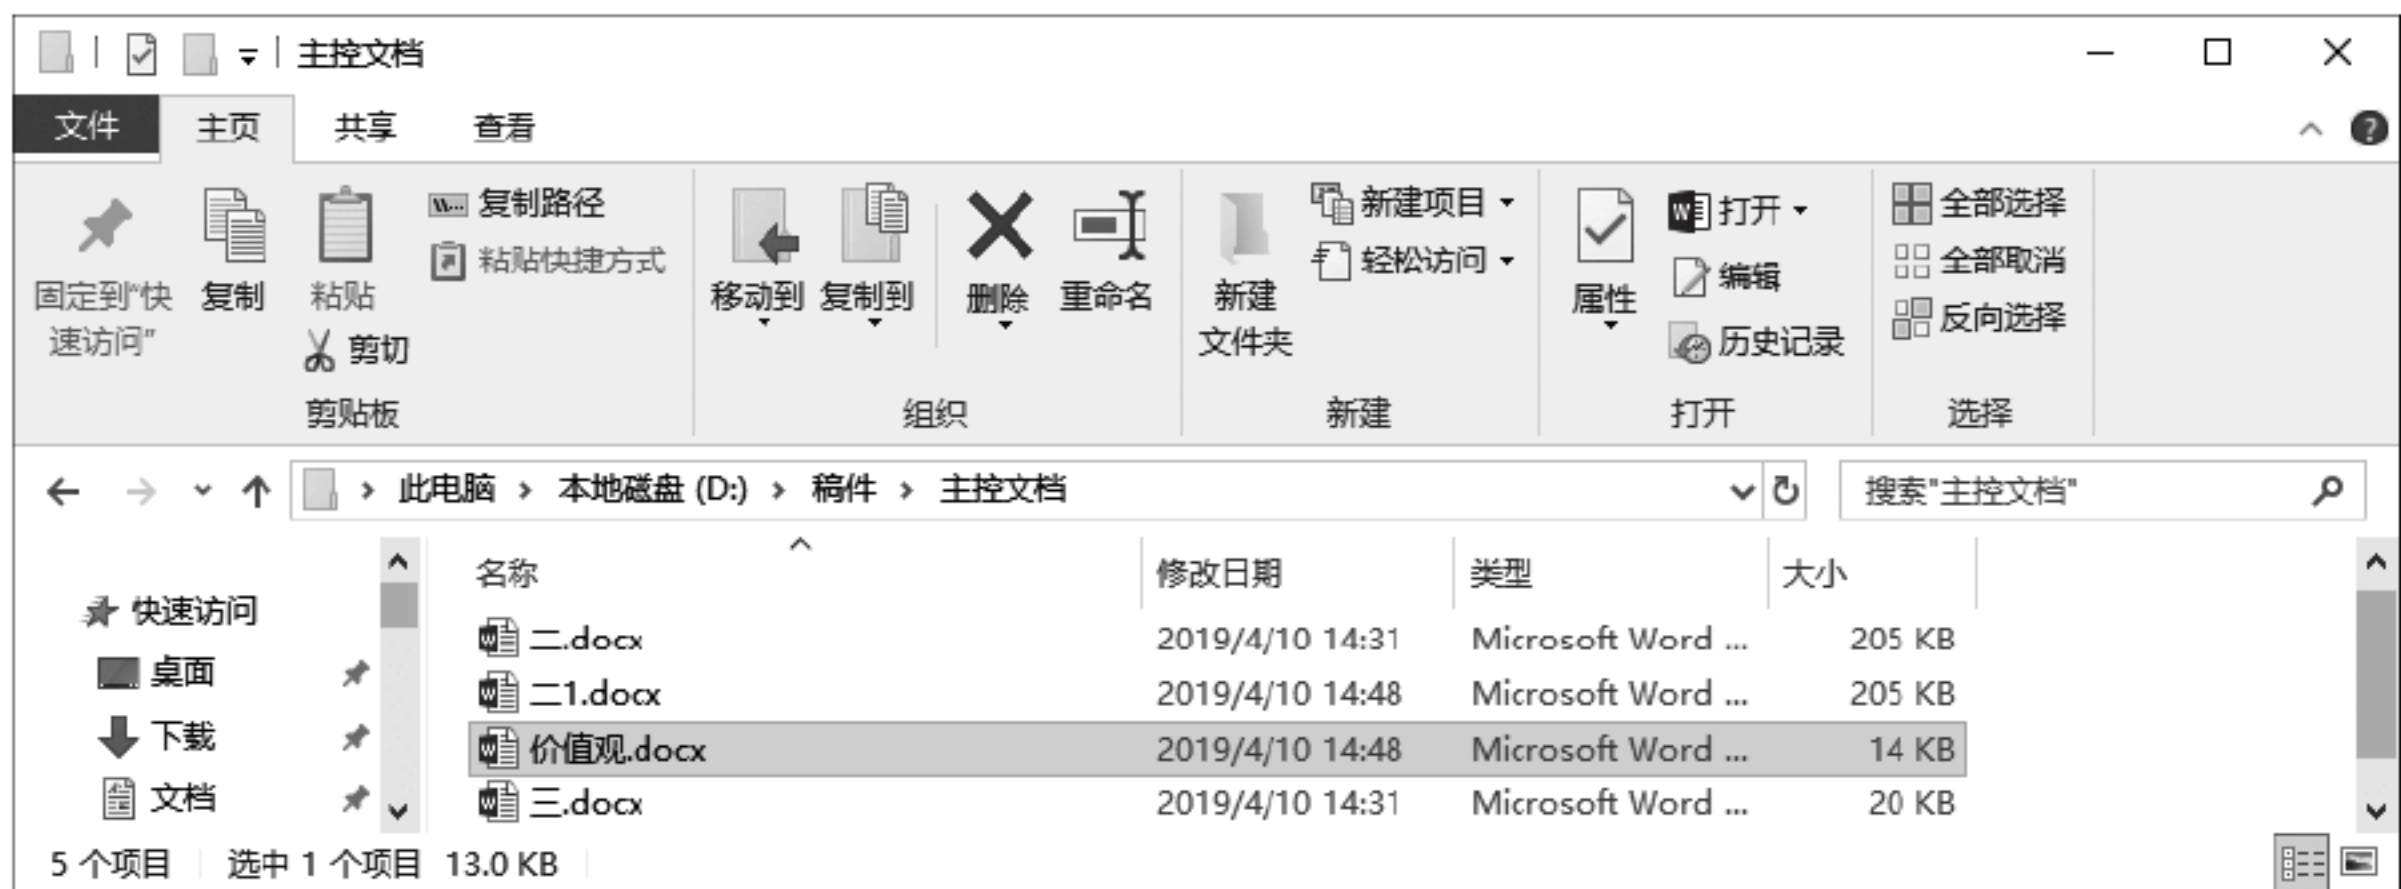 主控文档
文件 主页 共享 查看
固定到"快速访问" 复制 粘贴 剪切 复制路径 粘贴快捷方式
移动到 复制到 删除 重命名
新建文件夹 新建项目 轻松访问
属性 打开 编辑 历史记录
全部选择 全部取消 反向选择
剪贴板 组织 新建 打开 选择
此电脑 > 本地磁盘 (D:) > 稿件 > 主控文档 搜索"主控文档"
快速访问
桌面
下载
文档
名称 修改日期 类型 大小
二.docx 2019/4/10 14:31 Microsoft Word ... 205 KB
二1.docx 2019/4/10 14:48 Microsoft Word ... 205 KB
价值观.docx 2019/4/10 14:48 Microsoft Word ... 14 KB
三.docx 2019/4/10 14:31 Microsoft Word ... 20 KB
5 个项目 选中 1 个项目 13.0 KB